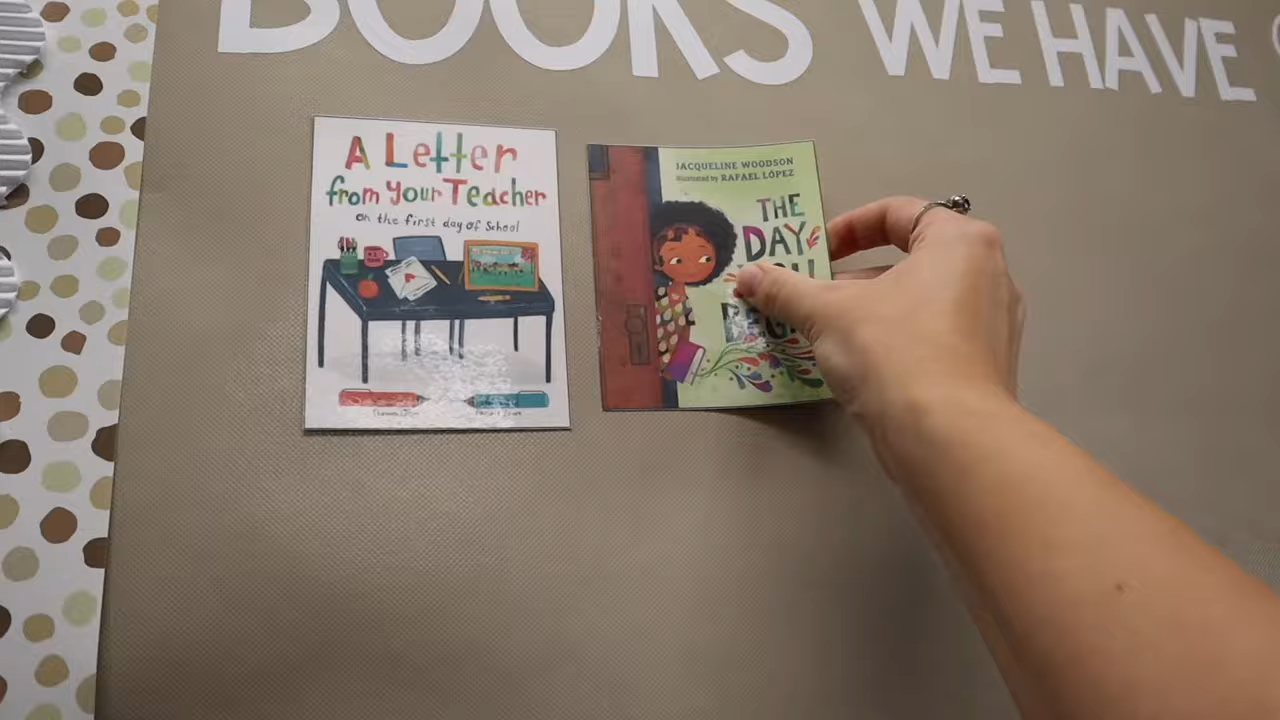 BOOKS WE HAVE
A Letter
from your Teacher
on the first day of School
JACQUELINE WOODSON
illustrated by RAFAEL LÓPEZ
THE
DAY
YOU